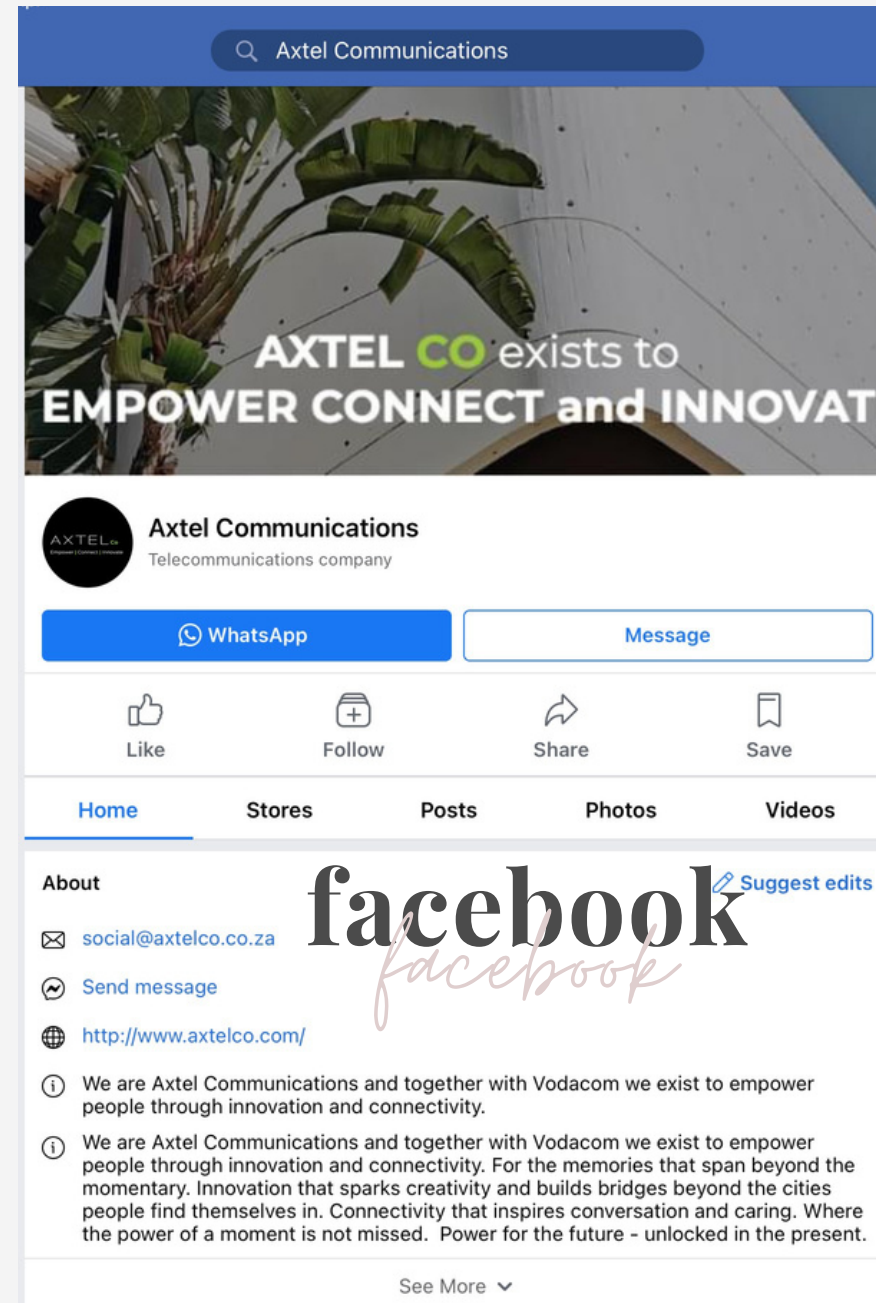 Axtel Communications
AXTEL CO exists to
EMPOWER CONNECT and INNOVAT
AXTEL Co
Empower | Connect | Innovate
Axtel Communications
Telecommunications company
WhatsApp
Message
Like
Follow
Share
Save
Home
Stores
Posts
Photos
Videos
About
Suggest edits
facebook
facebook
social@axtelco.co.za
Send message
http://www.axtelco.com/
We are Axtel Communications and together with Vodacom we exist to empower
people through innovation and connectivity.
We are Axtel Communications and together with Vodacom we exist to empower
people through innovation and connectivity. For the memories that span beyond the
momentary. Innovation that sparks creativity and builds bridges beyond the cities
people find themselves in. Connectivity that inspires conversation and caring. Where
the power of a moment is not missed.  Power for the future - unlocked in the present.
See More